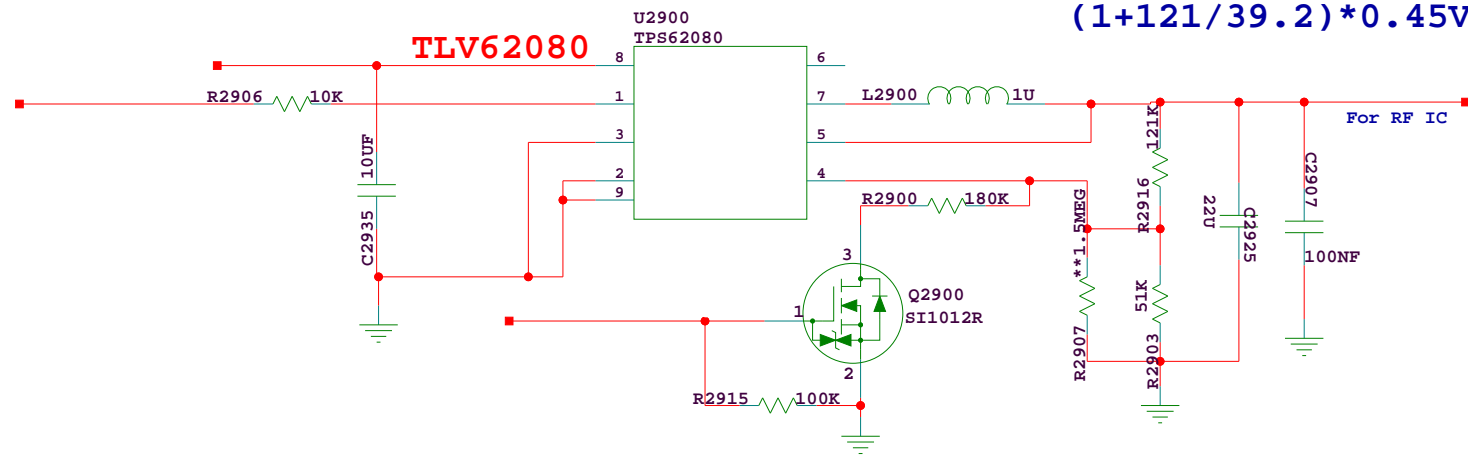 (1+121/39.2)*0.45V
U2900
TPS62080
TLV62080
8
6
R2906 10K
1
7
L2900 1U
For RF IC
3
5
2
4
9
10UF
C2935
R2900 180K
121K
R2916
**1.5MEG
R2907
51K
R2903
22U
C2925
C2907
100NF
3
Q2900
SI1012R
1
2
R2915 100K